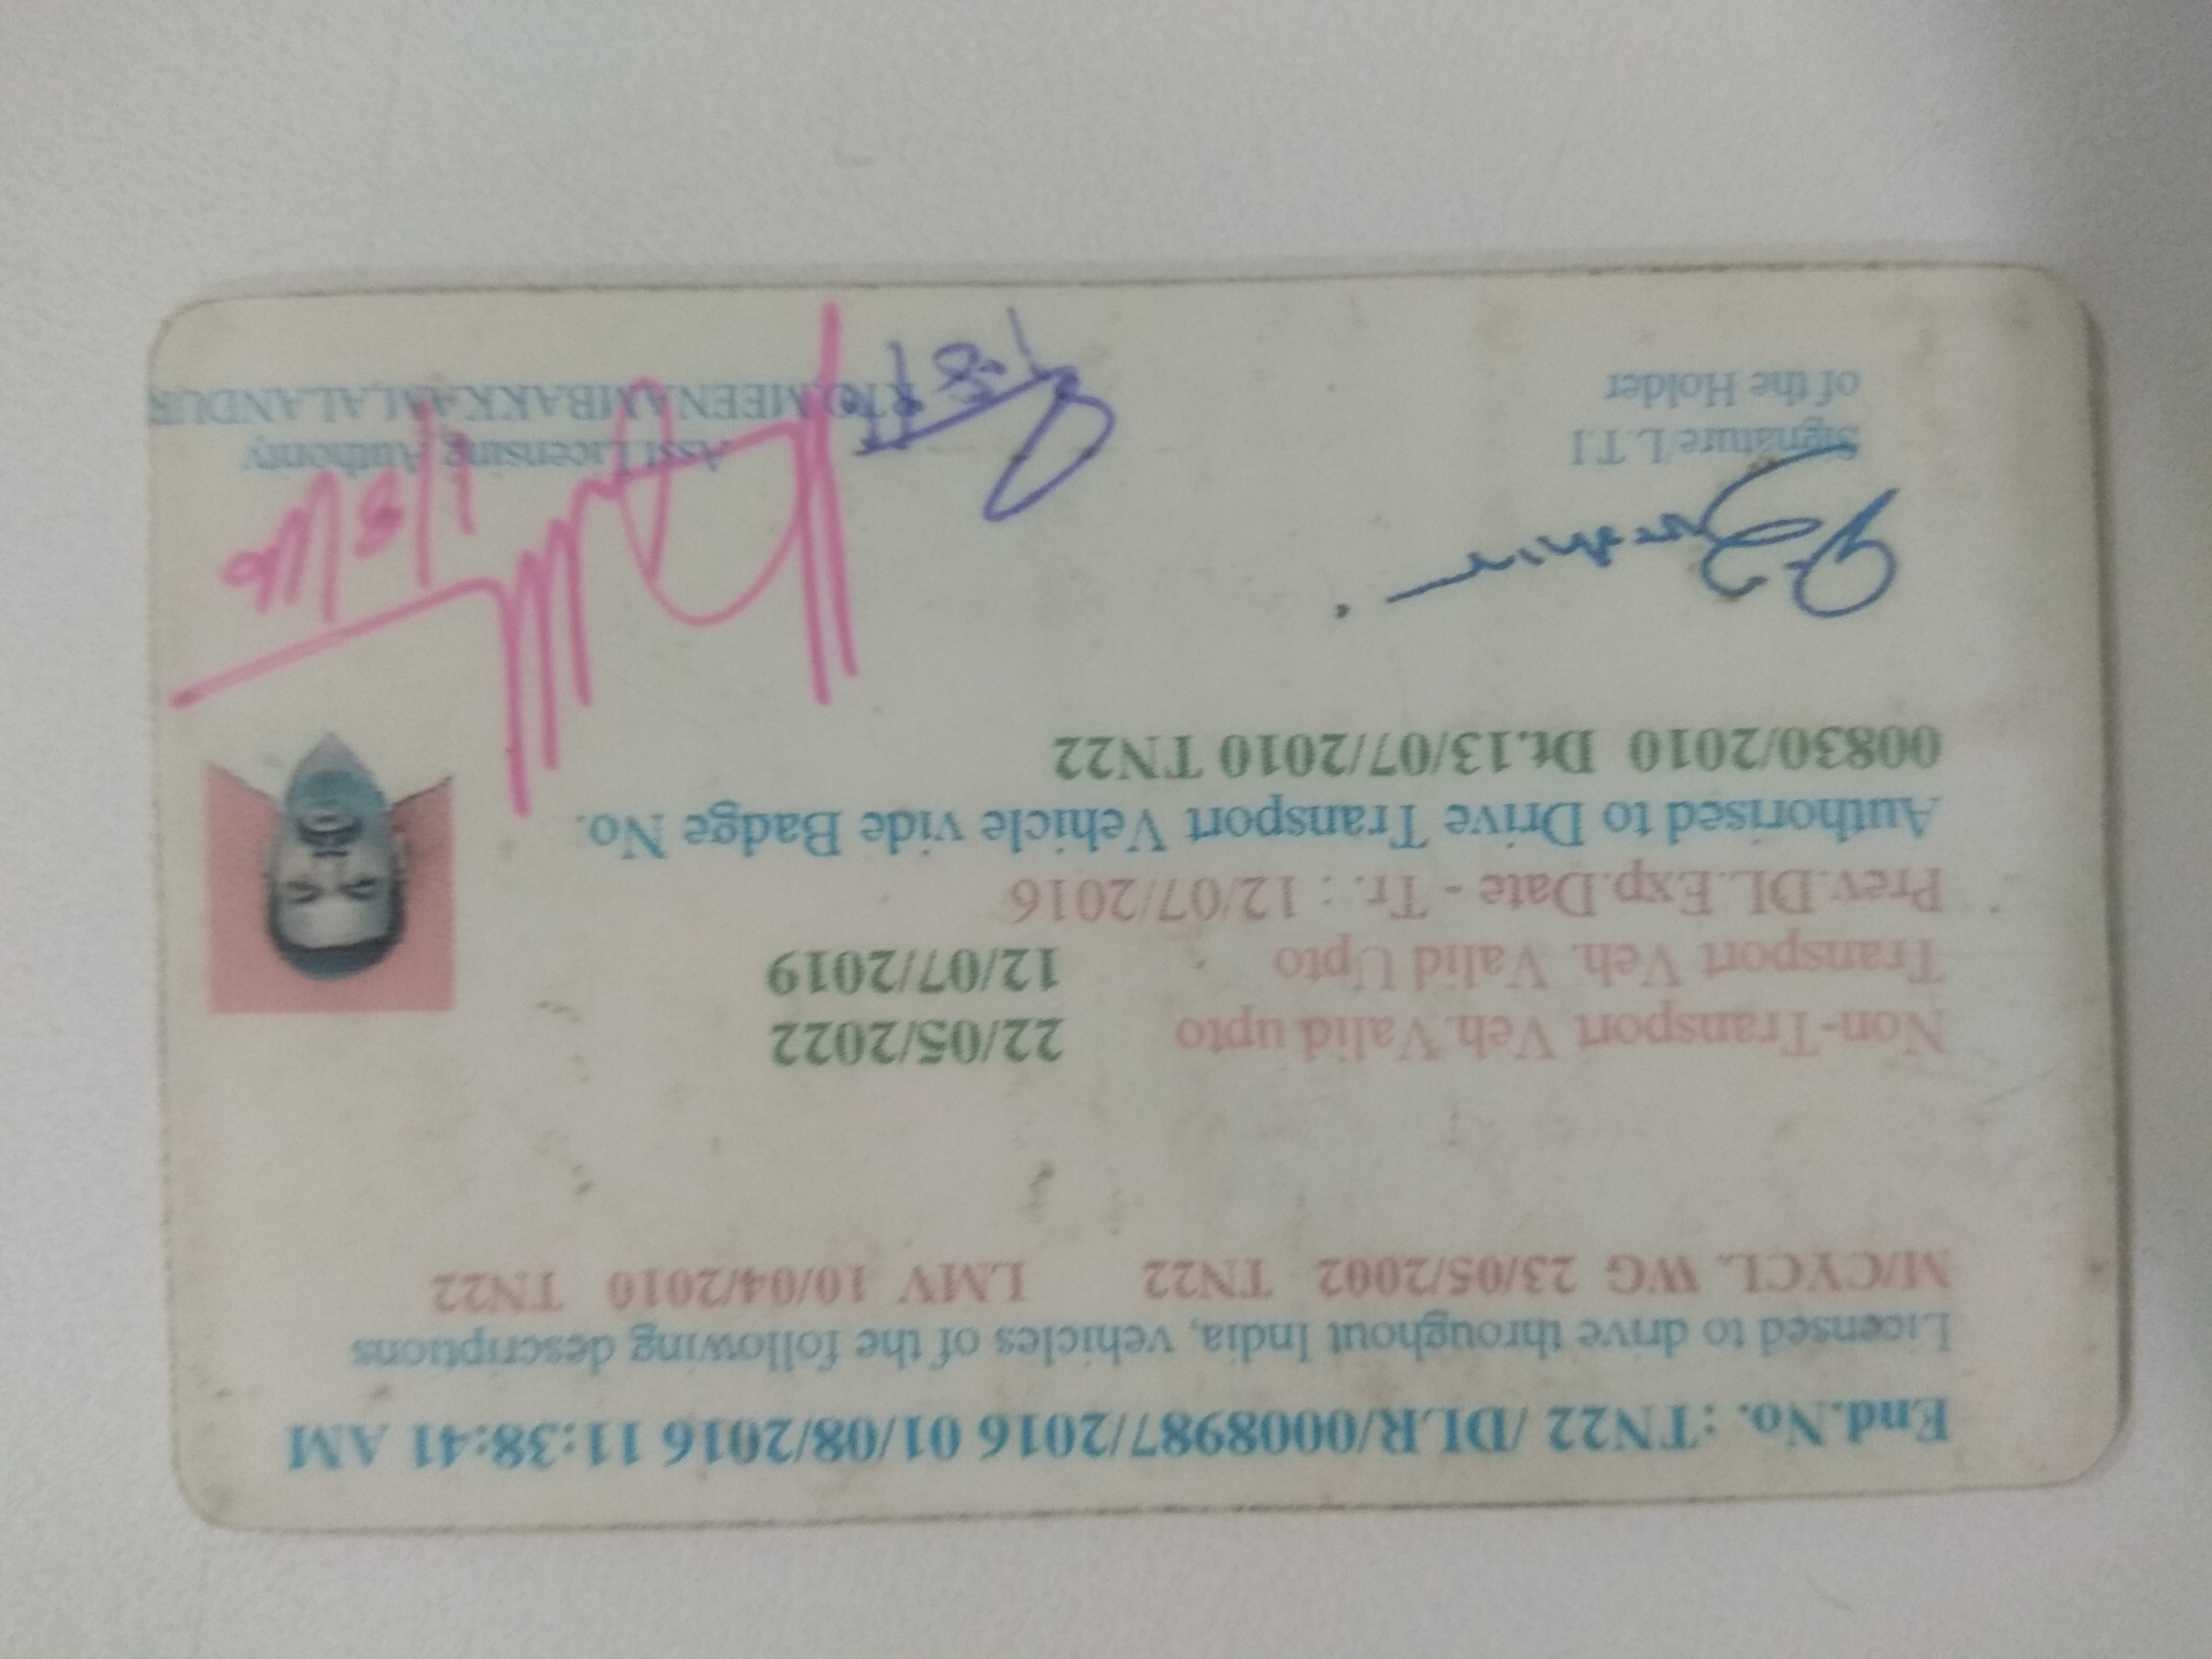 End.No. :TN22 /DLR/0008987/2016 01/08/2016 11:38:41 AM
Licensed to drive throughout India, vehicles of the following descriptions
M/CYCL. WG 23/05/2002 TN22 LMV 10/04/2010 TN22
Non-Transport Veh.Valid upto 22/05/2022
Transport Veh. Valid Upto 12/07/2019
Prev.DL.Exp.Date - Tr. : 12/07/2016
Authorised to Drive Transport Vehicle vide Badge No.
00830/2010 Dt.13/07/2010 TN22
Signature/L.T.I
of the Holder
Asst Licensing Authority
RTO,MEENAMBAKKAM,ALANDUR